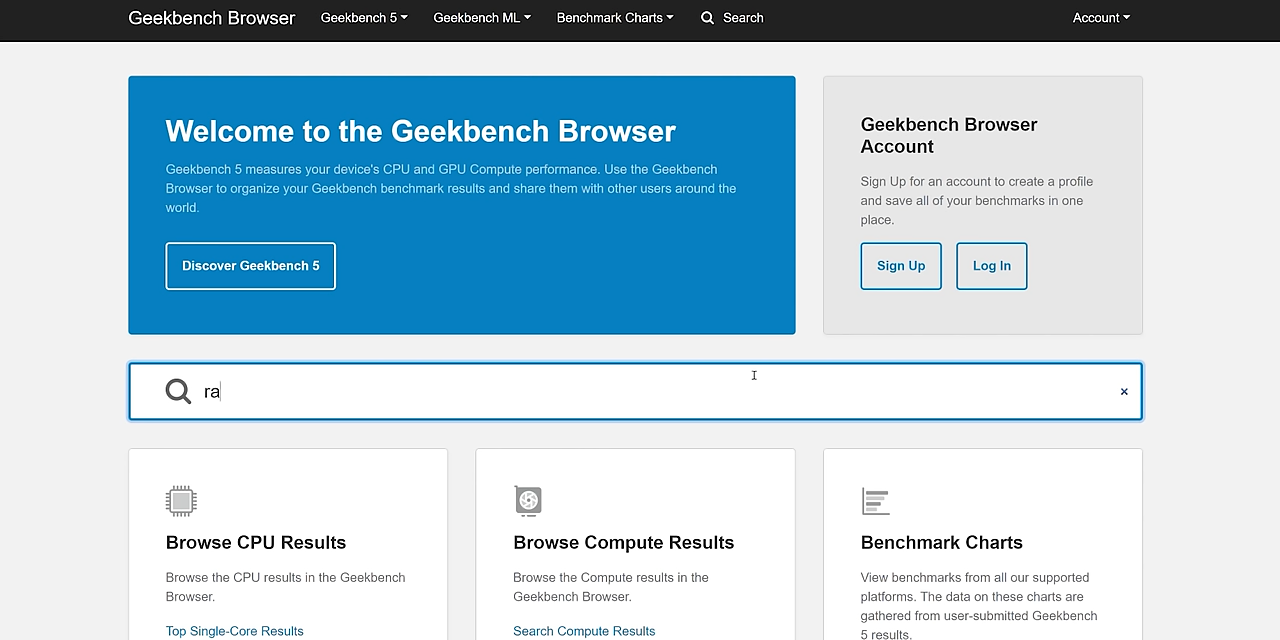 Geekbench Browser Geekbench 5 Geekbench ML Benchmark Charts Search Account
Welcome to the Geekbench Browser
Geekbench 5 measures your device's CPU and GPU Compute performance. Use the Geekbench
Browser to organize your Geekbench benchmark results and share them with other users around the
world.
Discover Geekbench 5
Geekbench Browser
Account
Sign Up for an account to create a profile
and save all of your benchmarks in one
place.
Sign Up Log In
ra
Browse CPU Results
Browse the CPU results in the Geekbench
Browser.
Top Single-Core Results
Browse Compute Results
Browse the Compute results in the
Geekbench Browser.
Search Compute Results
Benchmark Charts
View benchmarks from all our supported
platforms. The data on these charts are
gathered from user-submitted Geekbench
5 results.